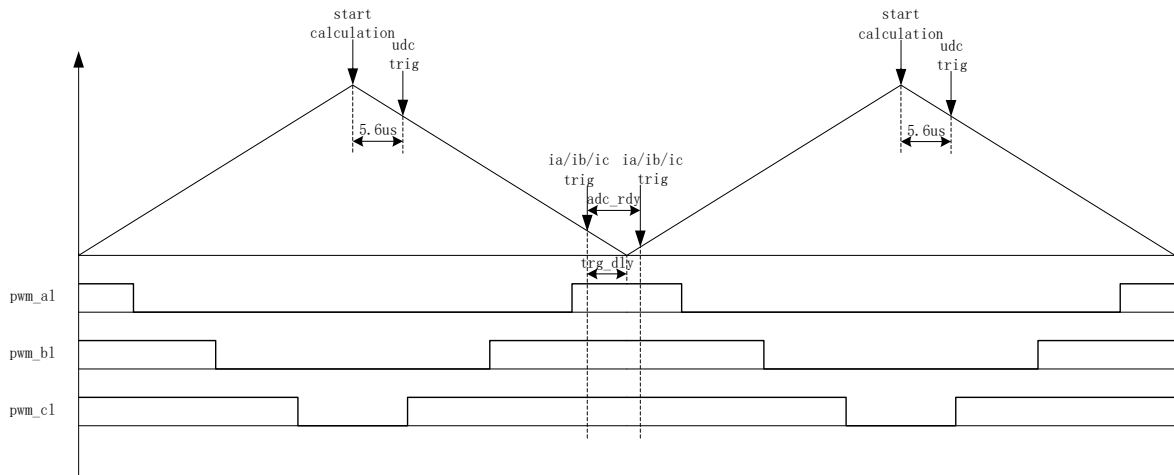 start
calculation
udc
trig
5.6us
start
calculation
udc
trig
5.6us
ia/ib/ic
trig
ia/ib/ic
trig
adc_rdy
trg_dly
pwm_al
pwm_bl
pwm_cl